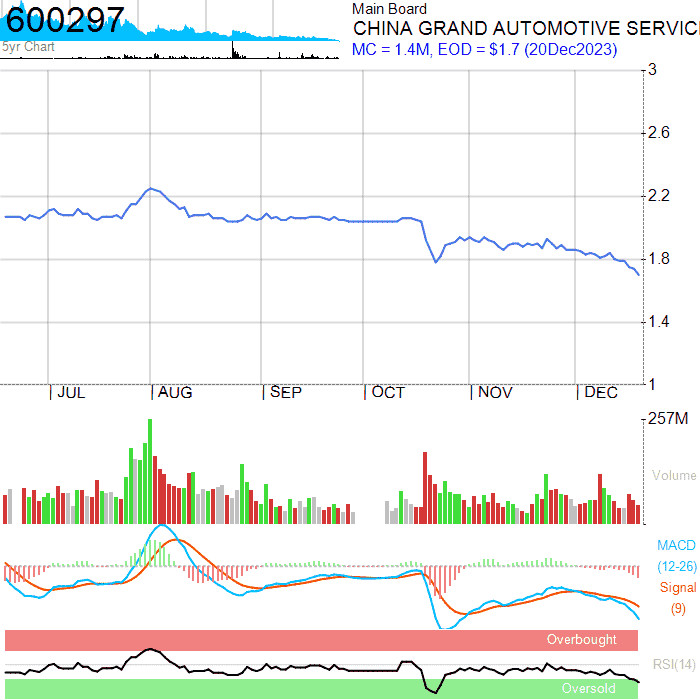 600297
5yr Chart
Main Board
CHINA GRAND AUTOMOTIVE SERVIC
MC = 1.4M, EOD = $1.7 (20Dec2023)
3
2.6
2.2
1.8
1.4
1
JUL AUG SEP OCT NOV DEC
257M
Volume
MACD
(12-26)
Signal
(9)
Overbought
RSI(14)
Oversold